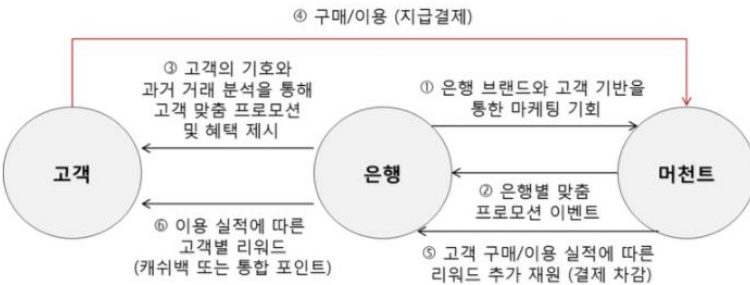 ④ 구매/이용 (지급결제)
③ 고객의 기호와
과거 거래 분석을 통해
고객 맞춤 프로모션
및 혜택 제시
① 은행 브랜드와 고객 기반을
통한 마케팅 기회
고객
은행
머천트
② 은행별 맞춤
프로모션 이벤트
⑥ 이용 실적에 따른
고객별 리워드
(캐쉬백 또는 통합 포인트)
⑤ 고객 구매/이용 실적에 따른
리워드 추가 재원 (결제 차감)